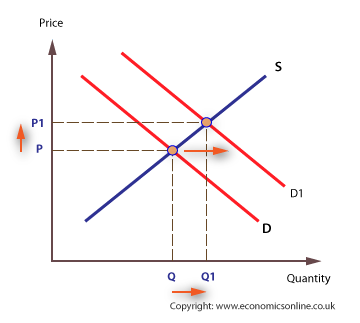 Price
S
P1
P
D1
D
Q
Q1
Quantity
Copyright: www.economicsonline.co.uk